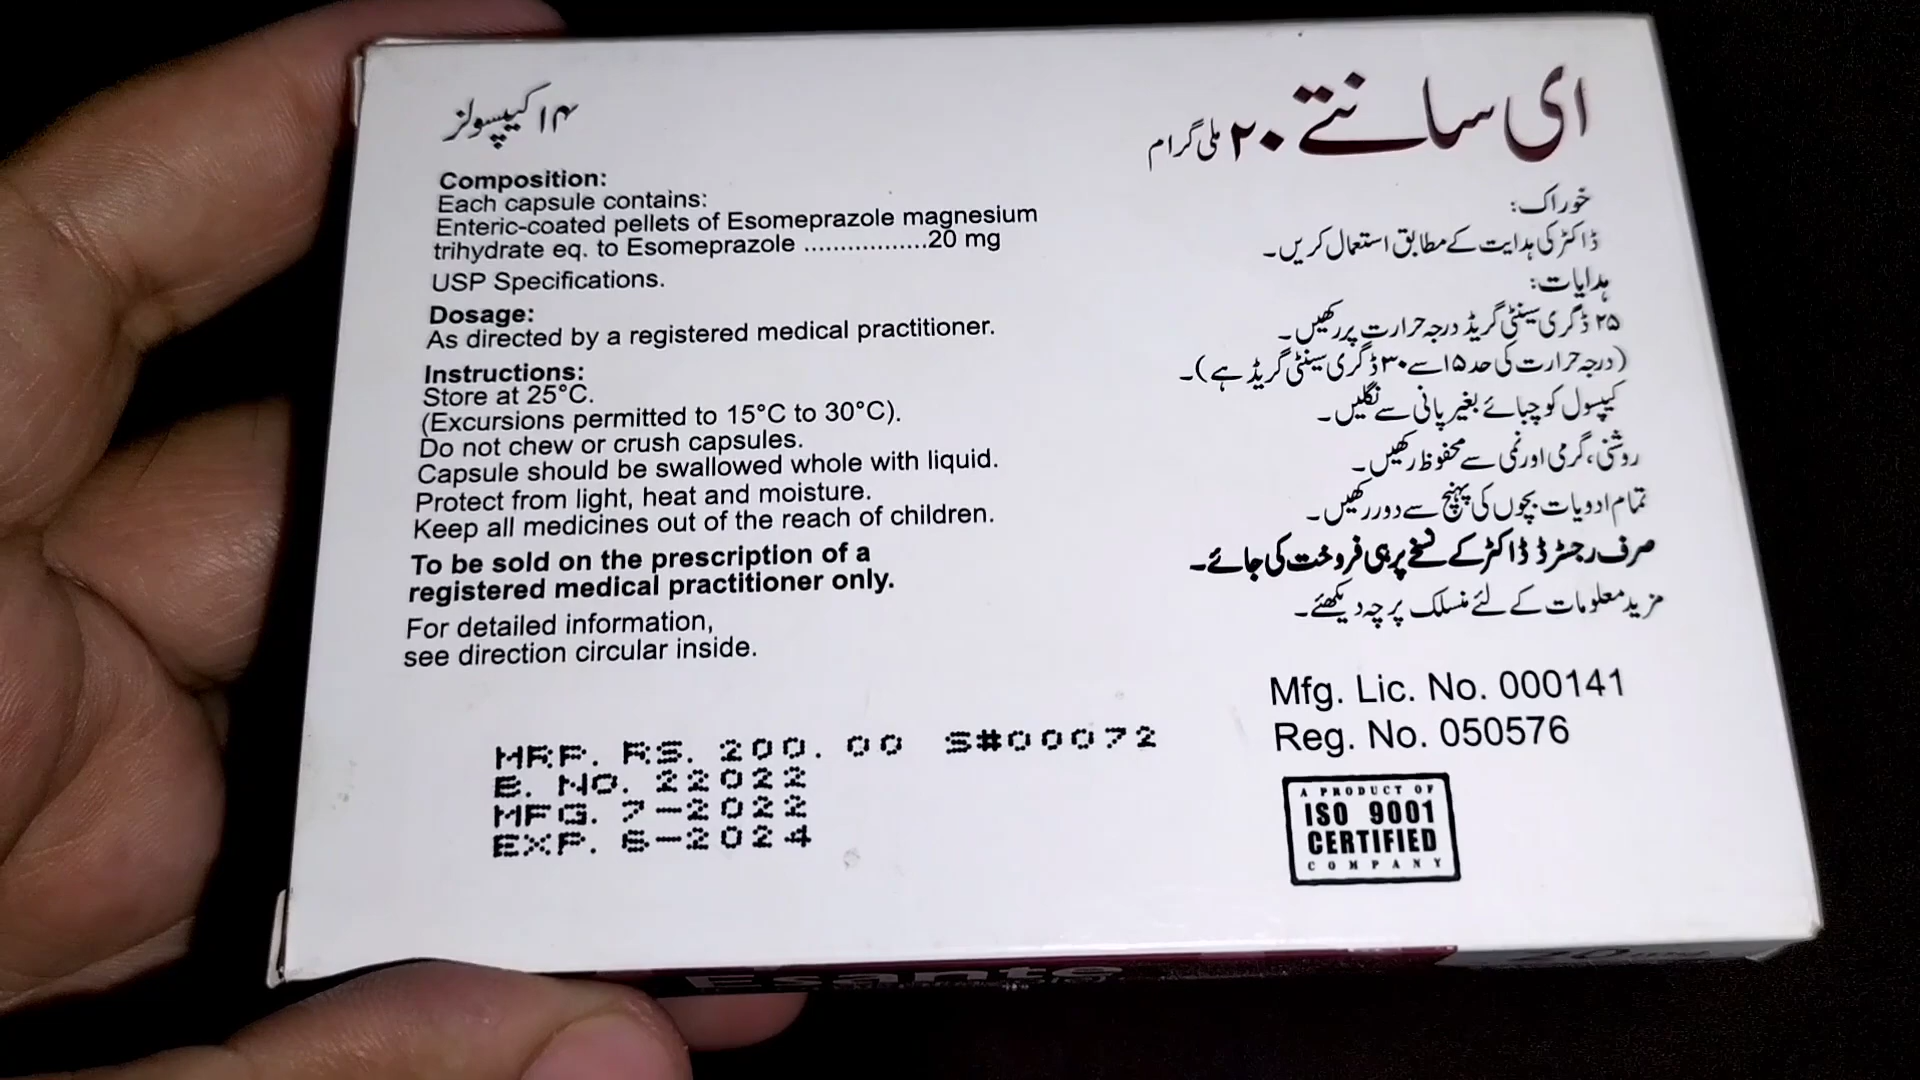 ۱۴ کیپسولز
ای سانتے ۲۰ ملی گرام
Composition:
Each capsule contains:
Enteric-coated pellets of Esomeprazole magnesium
trihydrate eq. to Esomeprazole .................20 mg
USP Specifications.
Dosage:
As directed by a registered medical practitioner.
Instructions:
Store at 25°C.
(Excursions permitted to 15°C to 30°C).
Do not chew or crush capsules.
Capsule should be swallowed whole with liquid.
Protect from light, heat and moisture.
Keep all medicines out of the reach of children.
To be sold on the prescription of a
registered medical practitioner only.
For detailed information,
see direction circular inside.
خوراک:
ڈاکٹر کی ہدایت کے مطابق استعمال کریں۔
ہدایات:
۲۵ ڈگری سینٹی گریڈ درجہ حرارت پر رکھیں۔
(درجہ حرارت کی حد ۱۵ سے ۳۰ ڈگری سینٹی گریڈ ہے)۔
کیپسول کو چبائے بغیر پانی سے نگلیں۔
روشنی، گرمی اور نمی سے محفوظ رکھیں۔
تمام ادویات بچوں کی پہنچ سے دور رکھیں۔
صرف رجسٹرڈ ڈاکٹر کے نسخے پر ہی فروخت کی جائے۔
مزید معلومات کے لئے منسلک پرچہ دیکھئے۔
Mfg. Lic. No. 000141
Reg. No. 050576
MRP. RS. 200.00 S#00072
B. NO. 22022
MFG. 7-2022
EXP. 6-2024
A PRODUCT OF
ISO 9001
CERTIFIED
COMPANY
Esante
20